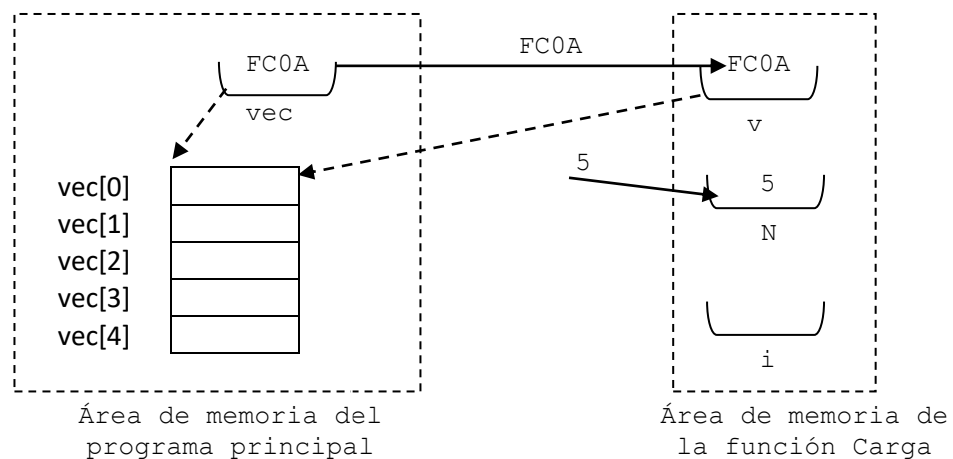 FC0A
FC0A
FC0A
vec
v
5
vec[0]
5
vec[1]
N
vec[2]
vec[3]
vec[4]
i
Área de memoria del
programa principal
Área de memoria de
la función Carga